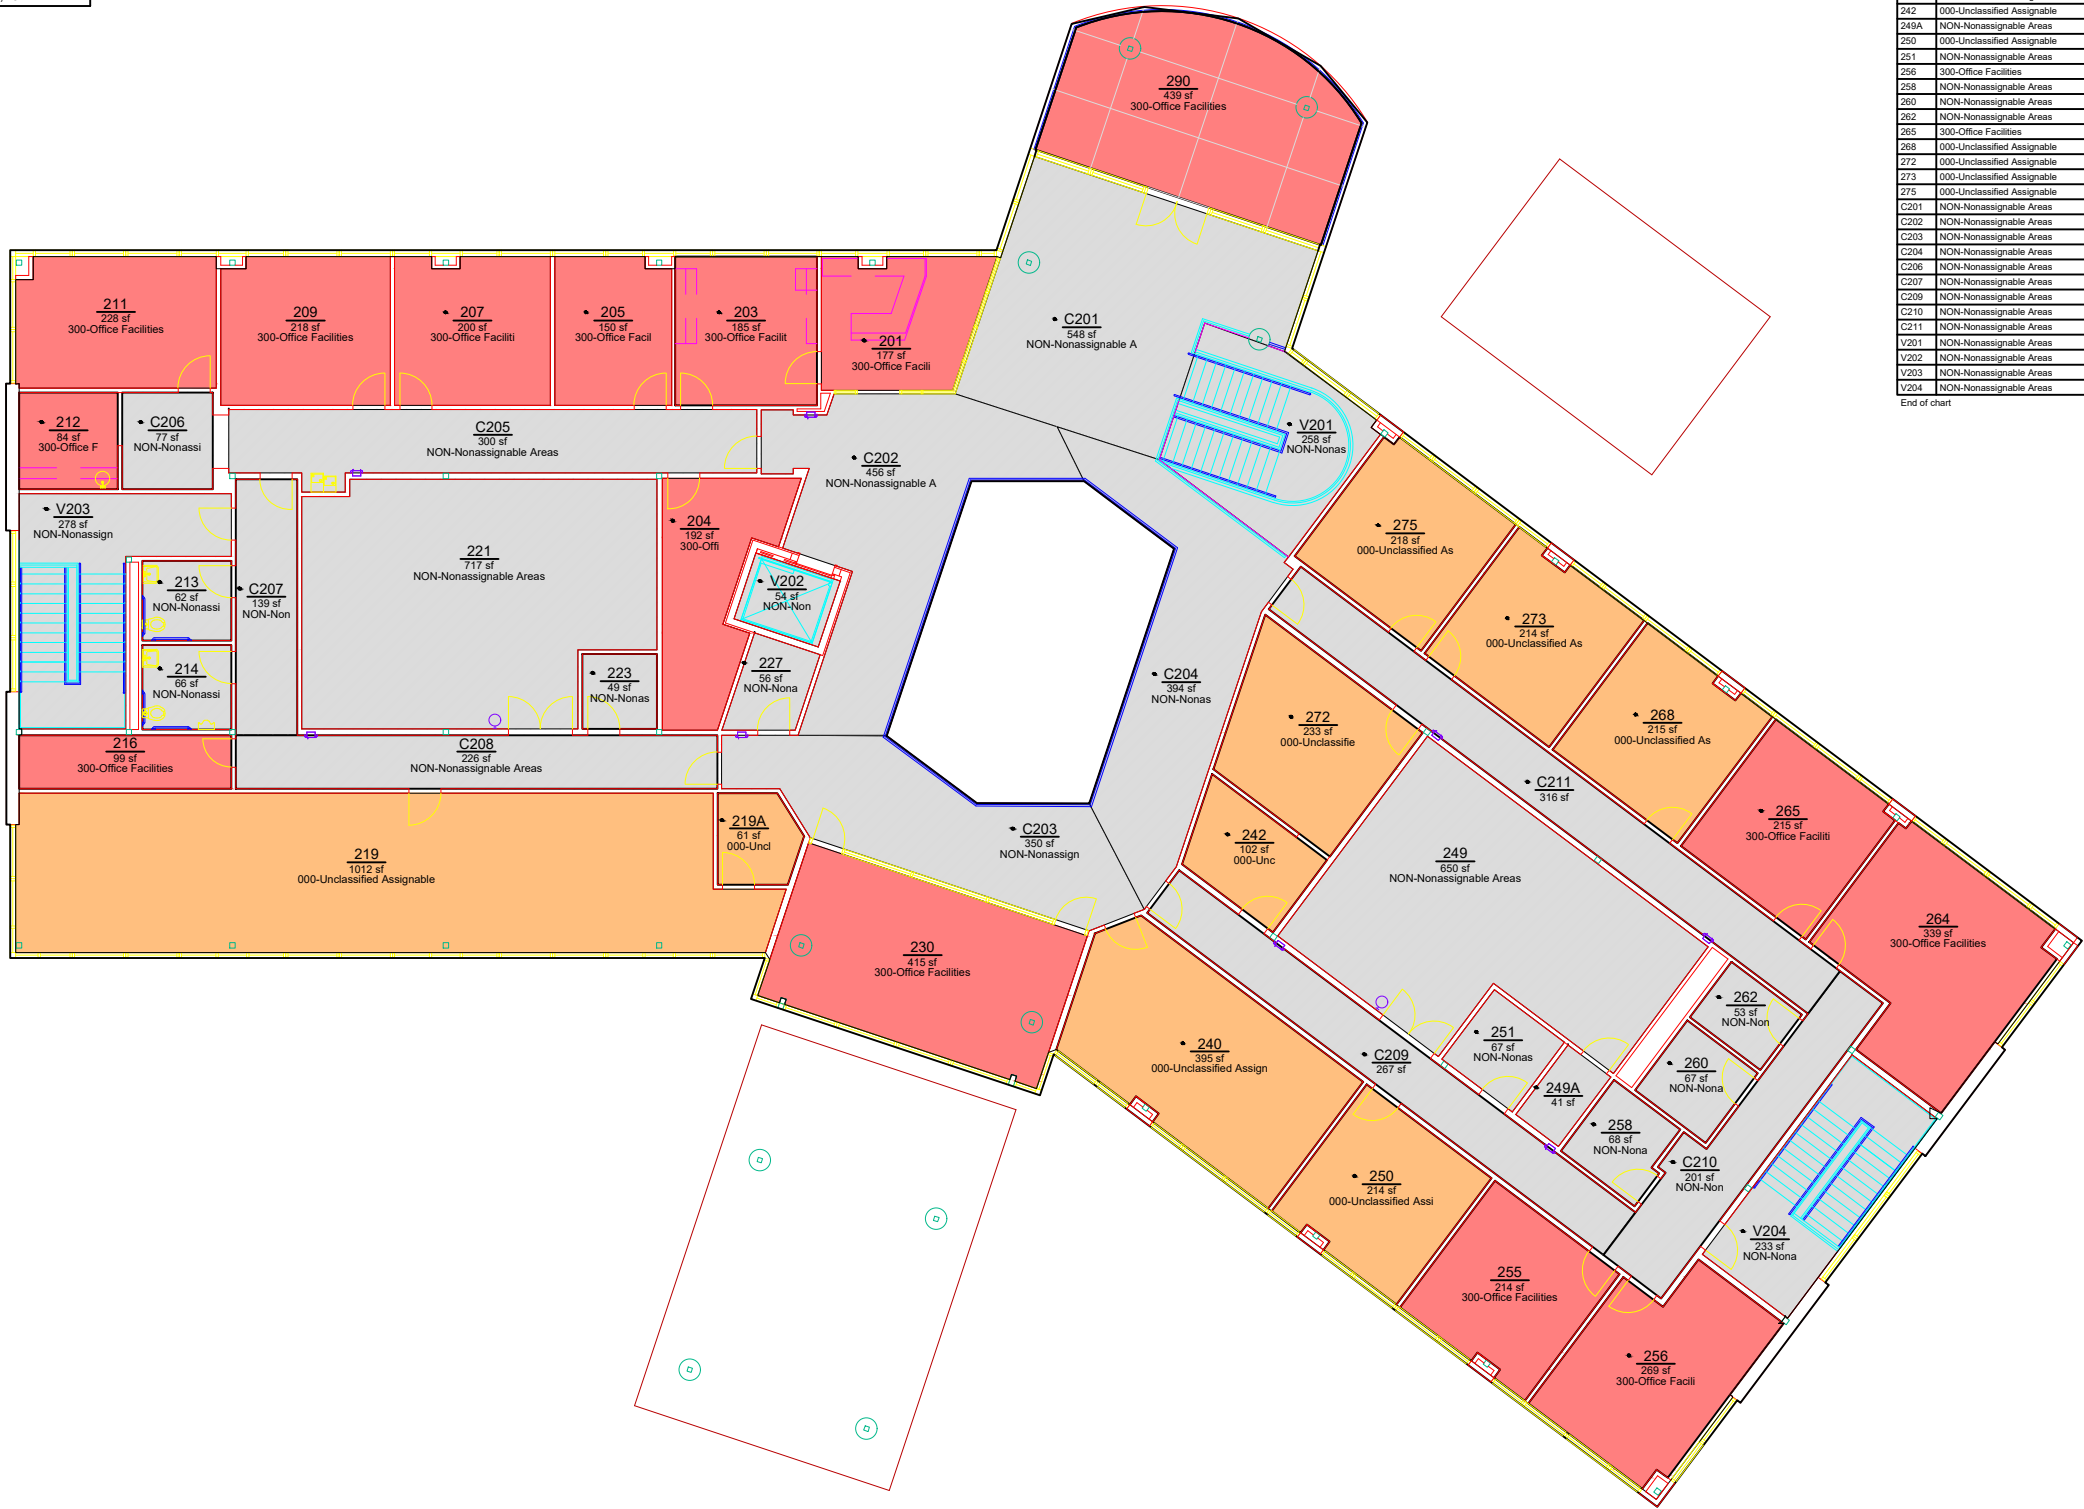 242 000-Unclassified Assignable
249A NON-Nonassignable Areas
250 000-Unclassified Assignable
251 NON-Nonassignable Areas
256 300-Office Facilities
258 NON-Nonassignable Areas
260 NON-Nonassignable Areas
262 NON-Nonassignable Areas
265 300-Office Facilities
268 000-Unclassified Assignable
272 000-Unclassified Assignable
273 000-Unclassified Assignable
275 000-Unclassified Assignable
C201 NON-Nonassignable Areas
C202 NON-Nonassignable Areas
C203 NON-Nonassignable Areas
C204 NON-Nonassignable Areas
C206 NON-Nonassignable Areas
C207 NON-Nonassignable Areas
C209 NON-Nonassignable Areas
C210 NON-Nonassignable Areas
C211 NON-Nonassignable Areas
V201 NON-Nonassignable Areas
V202 NON-Nonassignable Areas
V203 NON-Nonassignable Areas
V204 NON-Nonassignable Areas
End of chart
290
439 sf
300-Office Facilities
211
228 sf
300-Office Facilities
209
218 sf
300-Office Facilities
207
200 sf
300-Office Faciliti
205
150 sf
300-Office Facil
203
185 sf
300-Office Facilit
201
177 sf
300-Office Facili
C201
548 sf
NON-Nonassignable A
212
84 sf
300-Office F
C206
77 sf
NON-Nonassi
C205
300 sf
NON-Nonassignable Areas
C202
456 sf
NON-Nonassignable A
V201
258 sf
NON-Nonas
V203
278 sf
NON-Nonassign
204
192 sf
300-Offi
275
218 sf
000-Unclassified As
221
717 sf
NON-Nonassignable Areas
213
62 sf
NON-Nonassi
C207
139 sf
NON-Non
V202
54 sf
NON-Non
273
214 sf
000-Unclassified As
214
66 sf
NON-Nonassi
223
49 sf
NON-Nonas
227
56 sf
NON-Nona
C204
394 sf
NON-Nonas
272
233 sf
000-Unclassifie
268
215 sf
000-Unclassified As
216
99 sf
300-Office Facilities
C208
226 sf
NON-Nonassignable Areas
C211
316 sf
265
215 sf
300-Office Faciliti
219A
61 sf
000-Uncl
C203
350 sf
NON-Nonassign
242
102 sf
000-Unc
219
1012 sf
000-Unclassified Assignable
249
650 sf
NON-Nonassignable Areas
264
339 sf
300-Office Facilities
230
415 sf
300-Office Facilities
262
53 sf
NON-Non
240
395 sf
000-Unclassified Assign
C209
267 sf
251
67 sf
NON-Nonas
260
67 sf
NON-Nona
249A
41 sf
258
68 sf
NON-Nona
C210
201 sf
NON-Non
250
214 sf
000-Unclassified Assi
V204
233 sf
NON-Nona
255
214 sf
300-Office Facilities
256
269 sf
300-Office Facili